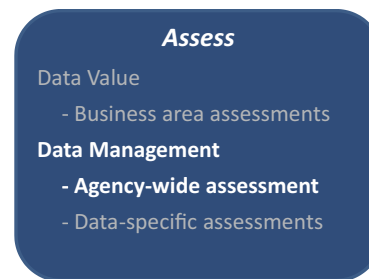 Assess
Data Value
- Business area assessments
Data Management
- Agency-wide assessment
- Data-specific assessments